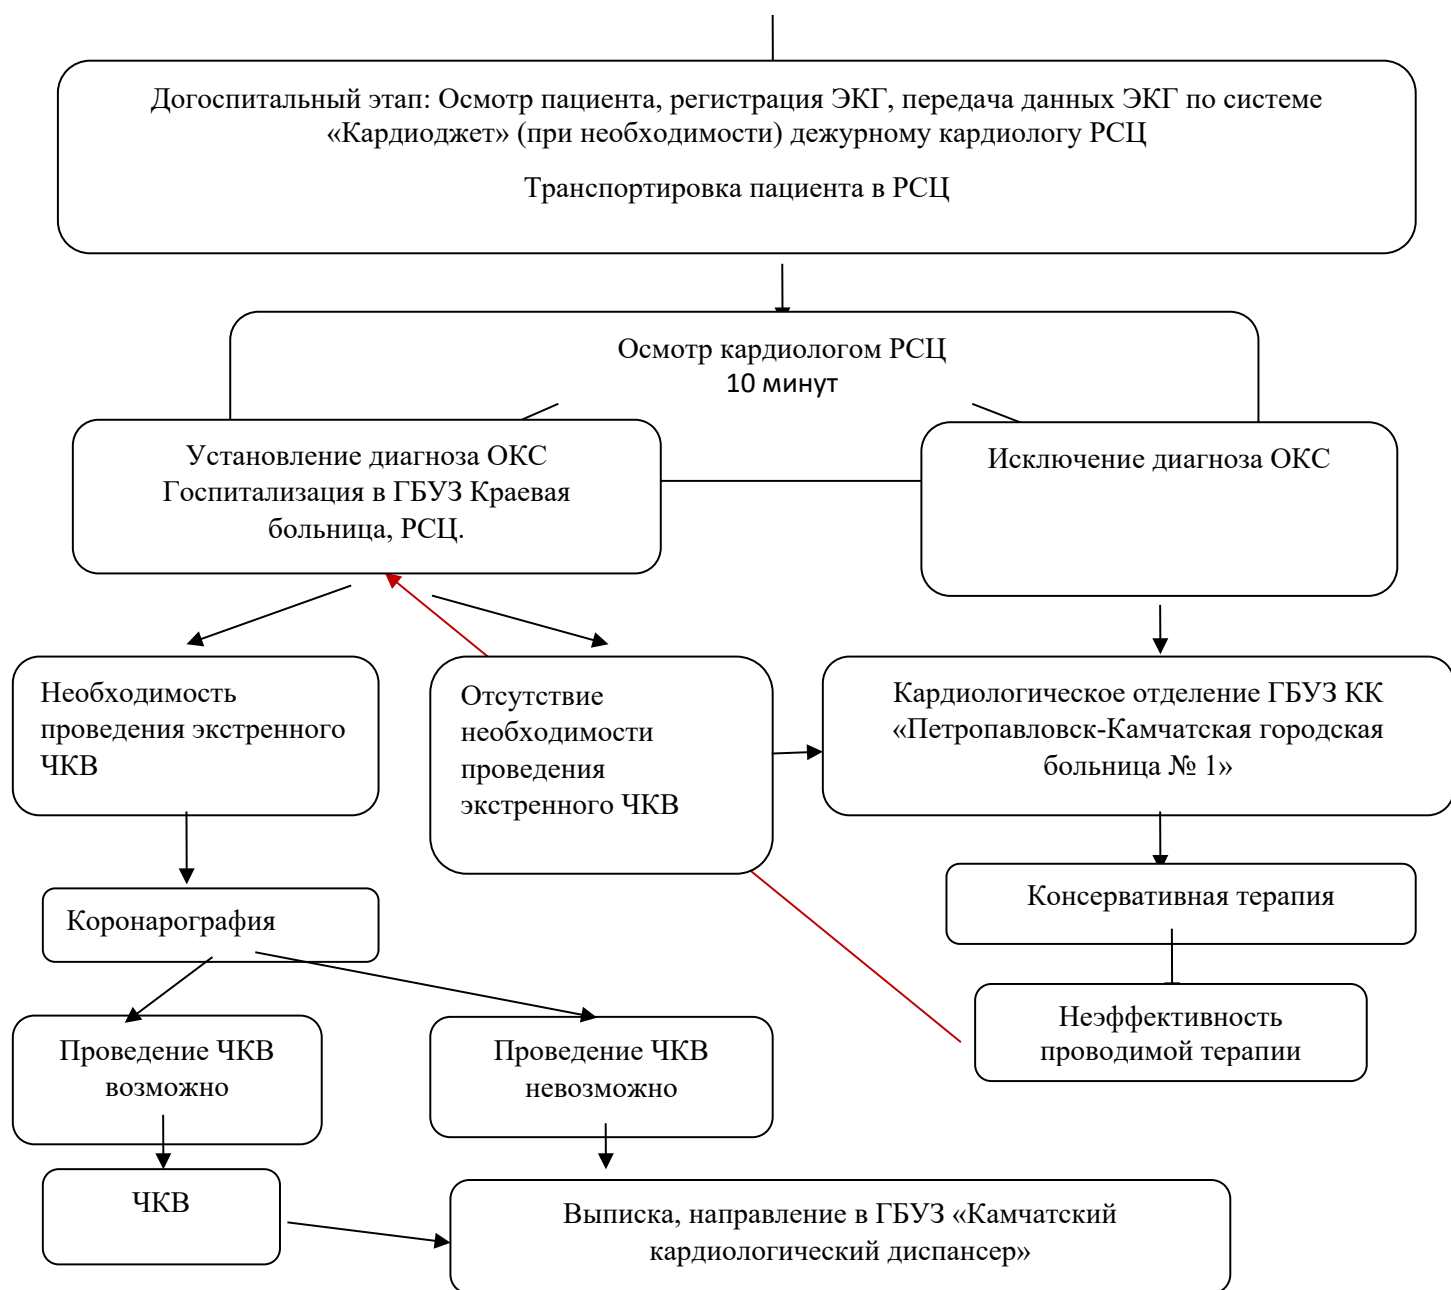 Догоспитальный этап: Осмотр пациента, регистрация ЭКГ, передача данных ЭКГ по системе
«Кардиоджет» (при необходимости) дежурному кардиологу РСЦ
Транспортировка пациента в РСЦ
Осмотр кардиологом РСЦ
10 минут
Установление диагноза ОКС
Госпитализация в ГБУЗ Краевая
больница, РСЦ.
Исключение диагноза ОКС
Необходимость
проведения экстренного
ЧКВ
Отсутствие
необходимости
проведения
экстренного ЧКВ
Кардиологическое отделение ГБУЗ КК
«Петропавловск-Камчатская городская
больница № 1»
Коронарография
Консервативная терапия
Неэффективность
проводимой терапии
Проведение ЧКВ
возможно
Проведение ЧКВ
невозможно
ЧКВ
Выписка, направление в ГБУЗ «Камчатский
кардиологический диспансер»